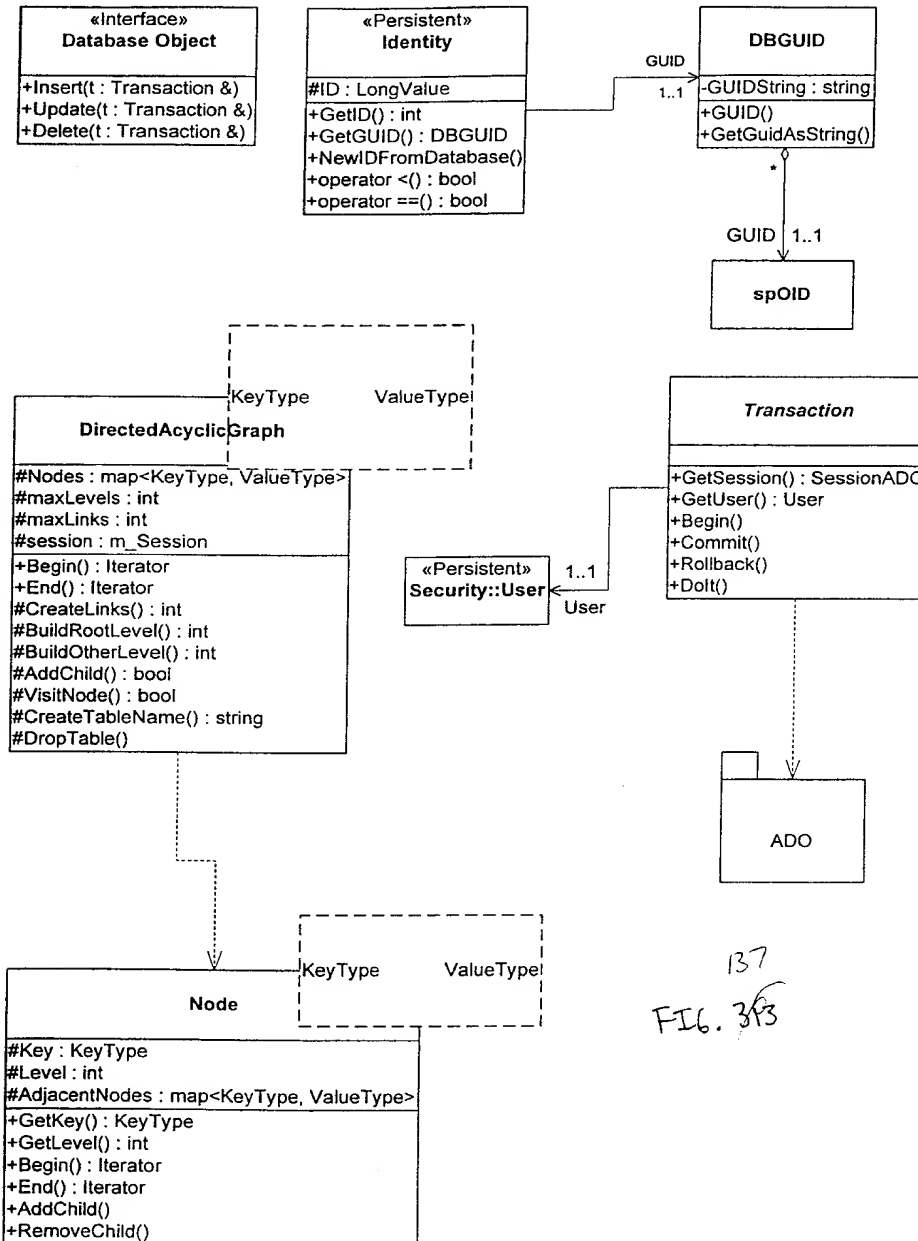 «Interface»
Database Object
+Insert(t : Transaction &)
+Update(t : Transaction &)
+Delete(t : Transaction &)
«Persistent»
Identity
#ID : LongValue
+GetID() : int
+GetGUID() : DBGUID
+NewIDFromDatabase()
+operator <() : bool
+operator ==() : bool
GUID
1..1
DBGUID
-GUIDString : string
+GUID()
+GetGuidAsString()
*
GUID 1..1
spOID
KeyType ValueType
DirectedAcyclicGraph
#Nodes : map<KeyType, ValueType>
#maxLevels : int
#maxLinks : int
#session : m_Session
+Begin() : Iterator
+End() : Iterator
#CreateLinks() : int
#BuildRootLevel() : int
#BuildOtherLevel() : int
#AddChild() : bool
#VisitNode() : bool
#CreateTableName() : string
#DropTable()
Transaction
+GetSession() : SessionADO
+GetUser() : User
+Begin()
+Commit()
+Rollback()
+DoIt()
1..1
User
«Persistent»
Security::User
ADO
KeyType ValueType
Node
#Key : KeyType
#Level : int
#AdjacentNodes : map<KeyType, ValueType>
+GetKey() : KeyType
+GetLevel() : int
+Begin() : Iterator
+End() : Iterator
+AddChild()
+RemoveChild()
137
FIG.